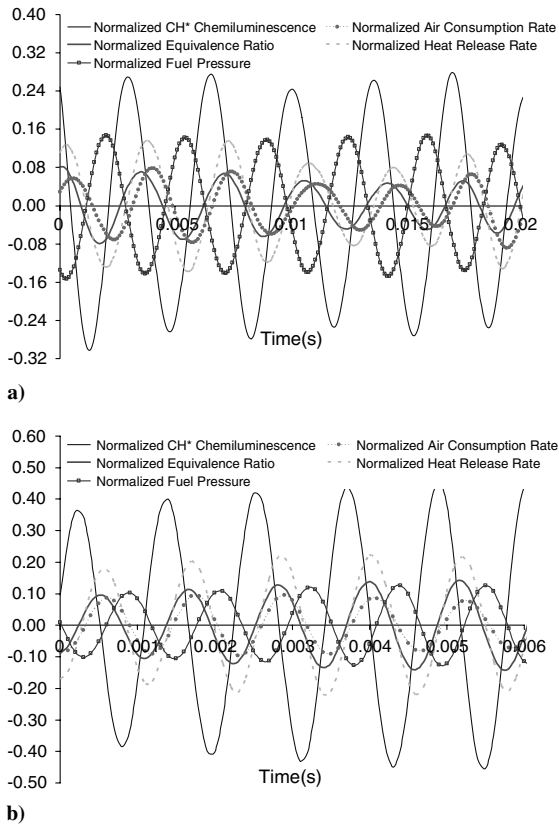 0.40
Normalized CH* Chemiluminescence
Normalized Air Consumption Rate
0.32
Normalized Equivalence Ratio
Normalized Heat Release Rate
Normalized Fuel Pressure
0.24
0.16
0.08
0.00
0
0.005
0.01
0.015
0.02
-0.08
-0.16
-0.24
Time(s)
-0.32
a)
0.60
Normalized CH* Chemiluminescence
Normalized Air Consumption Rate
Normalized Equivalence Ratio
Normalized Heat Release Rate
0.50
Normalized Fuel Pressure
0.40
0.30
0.20
0.10
0.00
0
0.001
0.002
0.003
0.004
0.005
0.006
-0.10
-0.20
-0.30
-0.40
Time(s)
-0.50
b)